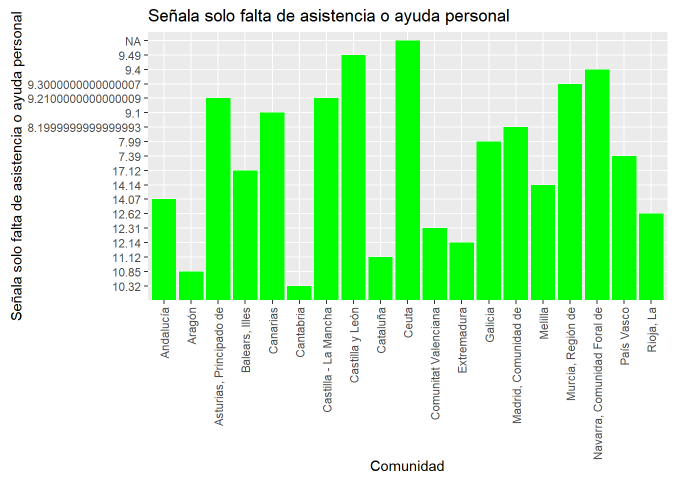 Señala solo falta de asistencia o ayuda personal
Señala solo falta de asistencia o ayuda personal
NA
9.49
9.4
9.3000000000000007
9.2100000000000009
9.1
8.1999999999999993
7.99
7.39
17.12
14.14
14.07
12.62
12.31
12.14
11.12
10.85
10.32
Andalucía
Aragón
Asturias, Principado de
Balears, Illes
Canarias
Cantabria
Castilla - La Mancha
Castilla y León
Cataluña
Ceuta
Comunitat Valenciana
Extremadura
Galicia
Madrid, Comunidad de
Melilla
Murcia, Región de
Navarra, Comunidad Foral de
País Vasco
Rioja, La
Comunidad